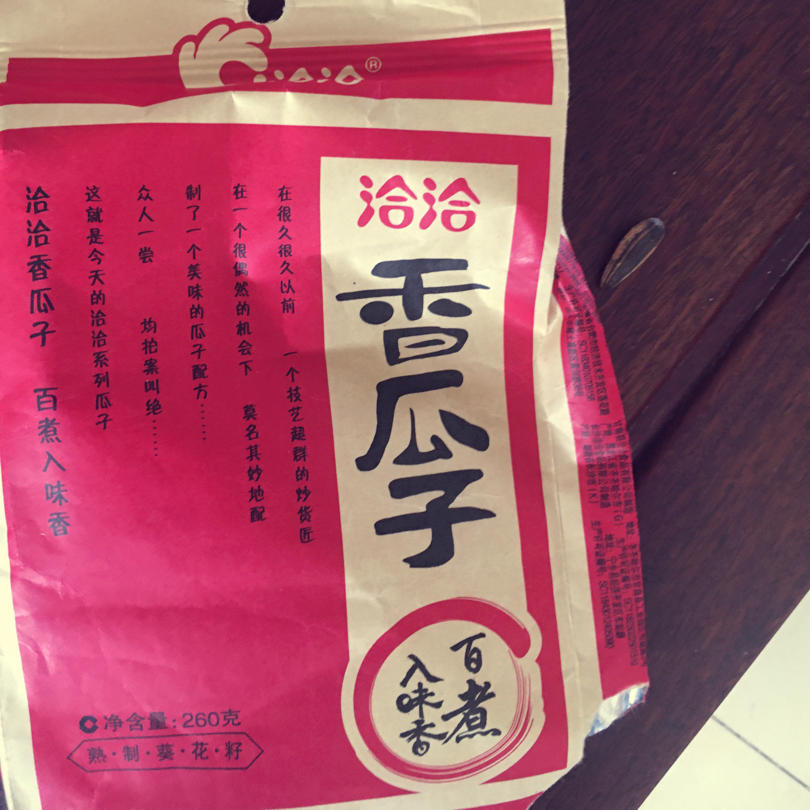 洽洽®
洽洽
香瓜子
百煮
入味香
在很久很久以前 一个技艺超群的炒货匠
在一个很偶然的机会下 莫名其妙地配
制了一个美味的瓜子配方……
众人一尝 均拍案叫绝……
这就是今天的洽洽系列瓜子
洽洽香瓜子 百煮入味香
净含量:260克
熟·制·葵·花·籽